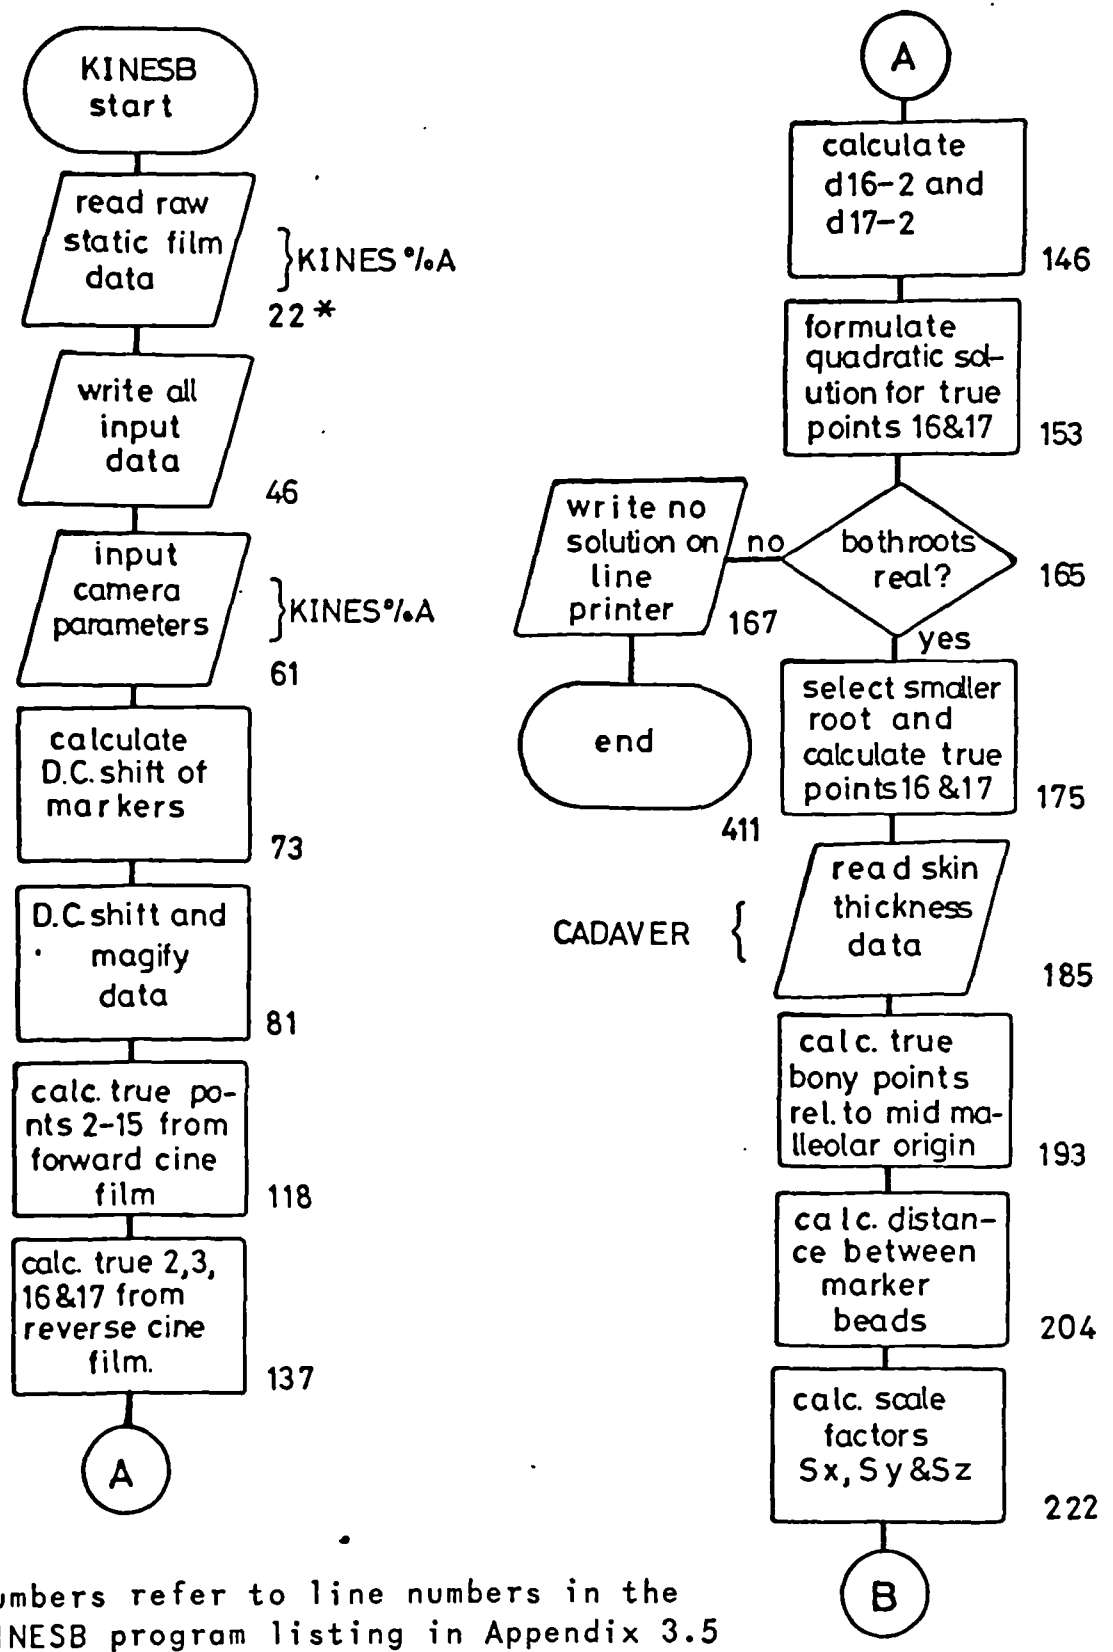 KINESB
start
read raw
static film
data
}KINES%A
22*
write all
input
data
46
input
camera
parameters
}KINES%A
61
calculate
D.C. shift of
markers
73
D.C. shift and
magify
data
81
calc. true po-
nts 2-15 from
forward cine
film
118
calc. true 2,3,
16&17 from
reverse cine
film.
137
A
A
calculate
d16-2 and
d17-2
146
formulate
quadratic sol-
ution for true
points 16&17
153
both roots
real?
165
no
write no
solution on
line
printer
167
end
411
yes
select smaller
root and
calculate true
points 16 &17
175
read skin
thickness
data
CADAVER {
185
calc. true
bony points
rel. to mid ma-
lleolar origin
193
calc. distan-
ce between
marker
beads
204
calc. scale
factors
Sx, Sy &Sz
222
B
umbers refer to line numbers in the
INESB program listing in Appendix 3.5